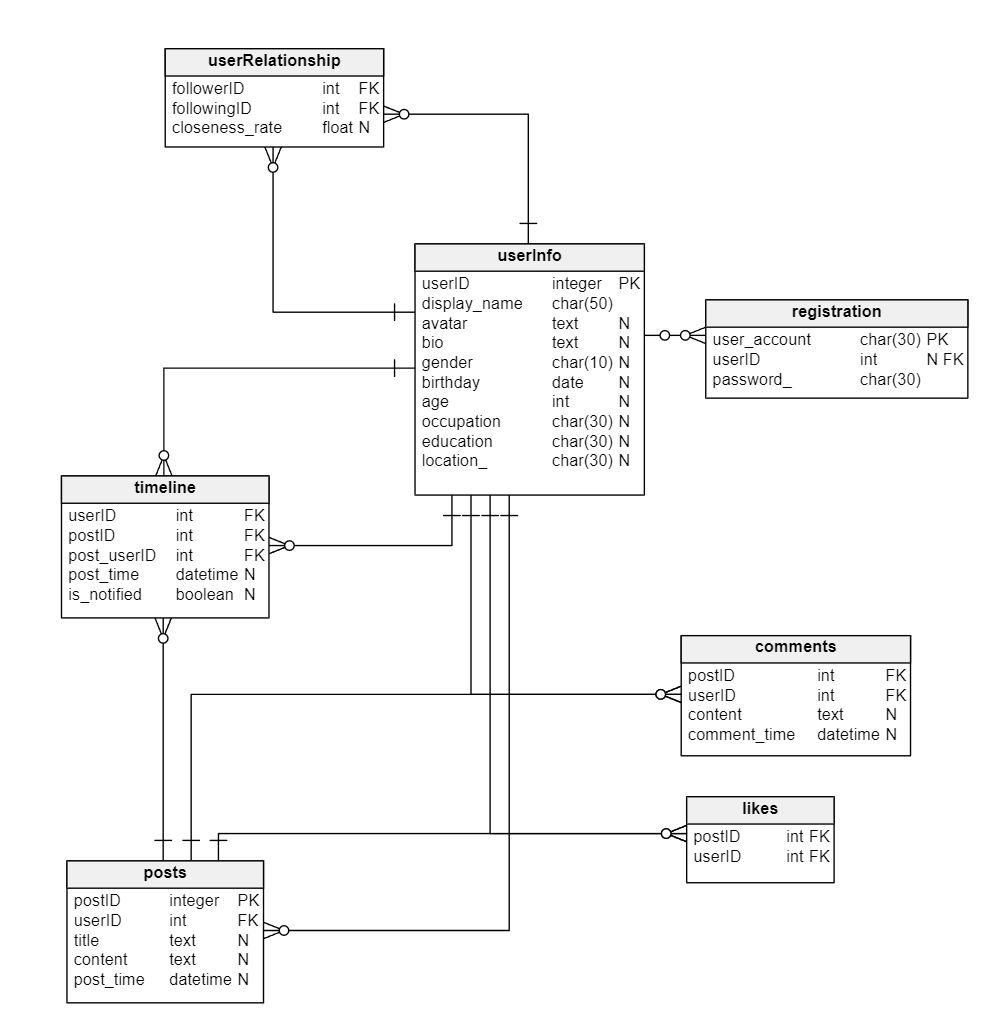 userRelationship
followerID int FK
followingID int FK
closeness_rate float N
userInfo
userID integer PK
display_name char(50)
avatar text N
bio text N
gender char(10) N
birthday date N
age int N
occupation char(30) N
education char(30) N
location_ char(30) N
registration
user_account char(30) PK
userID int N FK
password_ char(30)
timeline
userID int FK
postID int FK
post_userID int FK
post_time datetime N
is_notified boolean N
comments
postID int FK
userID int FK
content text N
comment_time datetime N
likes
postID int FK
userID int FK
posts
postID integer PK
userID int FK
title text N
content text N
post_time datetime N